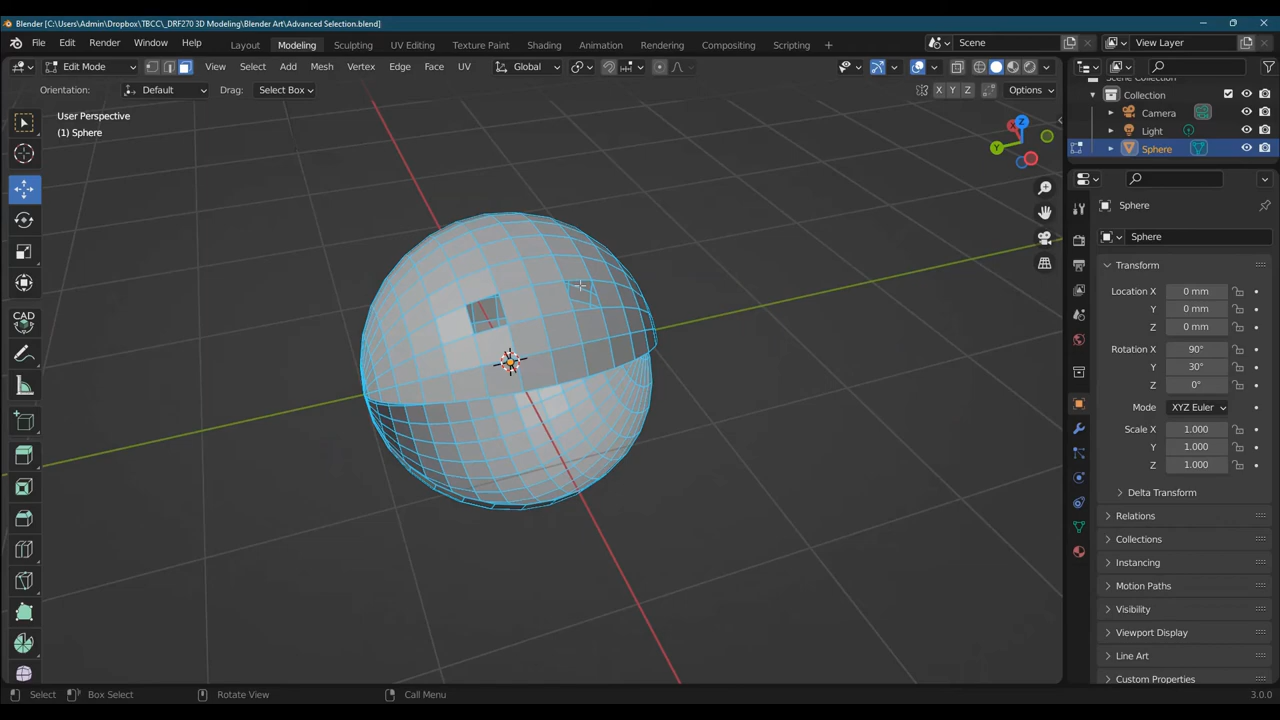 Blender [C:\Users\Admin\Dropbox\TBCC\_DRF270 3D Modeling\Blender Art\Advanced Selection.blend]
File Edit Render Window Help Layout Modeling Sculpting UV Editing Texture Paint Shading Animation Rendering Compositing Scripting + Scene View Layer
Edit Mode View Select Add Mesh Vertex Edge Face UV Global
Orientation: Default Drag: Select Box X Y Z Options
User Perspective
(1) Sphere
Z
X
Y
CAD
Scene Collection
Collection
Camera
Light
Sphere
Sphere
Sphere
Transform
Location X 0 mm
Y 0 mm
Z 0 mm
Rotation X 90°
Y 30°
Z 0°
Mode XYZ Euler
Scale X 1.000
Y 1.000
Z 1.000
Delta Transform
Relations
Collections
Instancing
Motion Paths
Visibility
Viewport Display
Line Art
Custom Properties
Select Box Select Rotate View Call Menu 3.0.0